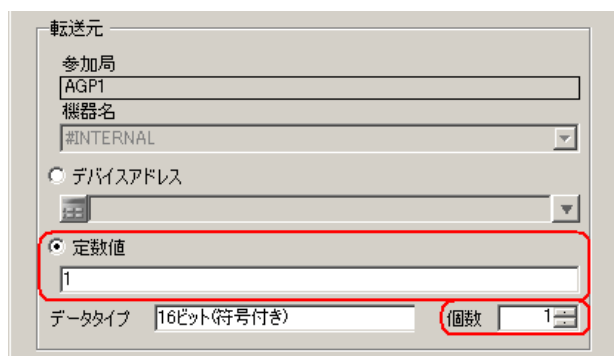 転送元
参加局
AGP1
機器名
#INTERNAL
デバイスアドレス
定数値
1
データタイプ 16ビット(符号付き) 個数 1